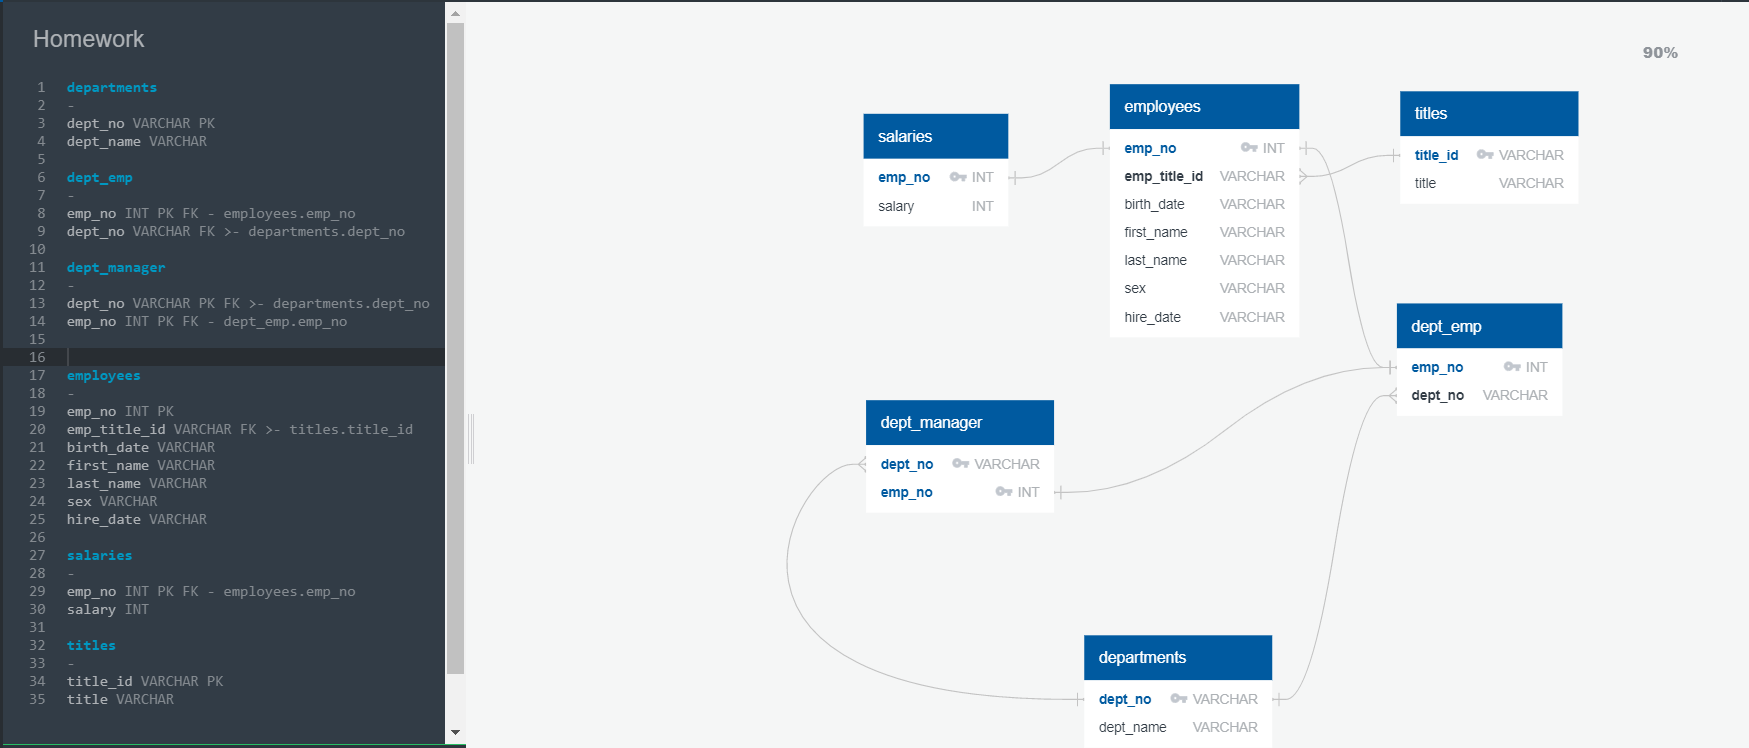 Homework
1 departments
2 -
3 dept_no VARCHAR PK
4 dept_name VARCHAR
5
6 dept_emp
7 -
8 emp_no INT PK FK - employees.emp_no
9 dept_no VARCHAR FK >- departments.dept_no
10
11 dept_manager
12 -
13 dept_no VARCHAR PK FK >- departments.dept_no
14 emp_no INT PK FK - dept_emp.emp_no
15
16
17 employees
18 -
19 emp_no INT PK
20 emp_title_id VARCHAR FK >- titles.title_id
21 birth_date VARCHAR
22 first_name VARCHAR
23 last_name VARCHAR
24 sex VARCHAR
25 hire_date VARCHAR
26
27 salaries
28 -
29 emp_no INT PK FK - employees.emp_no
30 salary INT
31
32 titles
33 -
34 title_id VARCHAR PK
35 title VARCHAR
90%
salaries
emp_no INT
salary INT
employees
emp_no INT
emp_title_id VARCHAR
birth_date VARCHAR
first_name VARCHAR
last_name VARCHAR
sex VARCHAR
hire_date VARCHAR
titles
title_id VARCHAR
title VARCHAR
dept_emp
emp_no INT
dept_no VARCHAR
dept_manager
dept_no VARCHAR
emp_no INT
departments
dept_no VARCHAR
dept_name VARCHAR